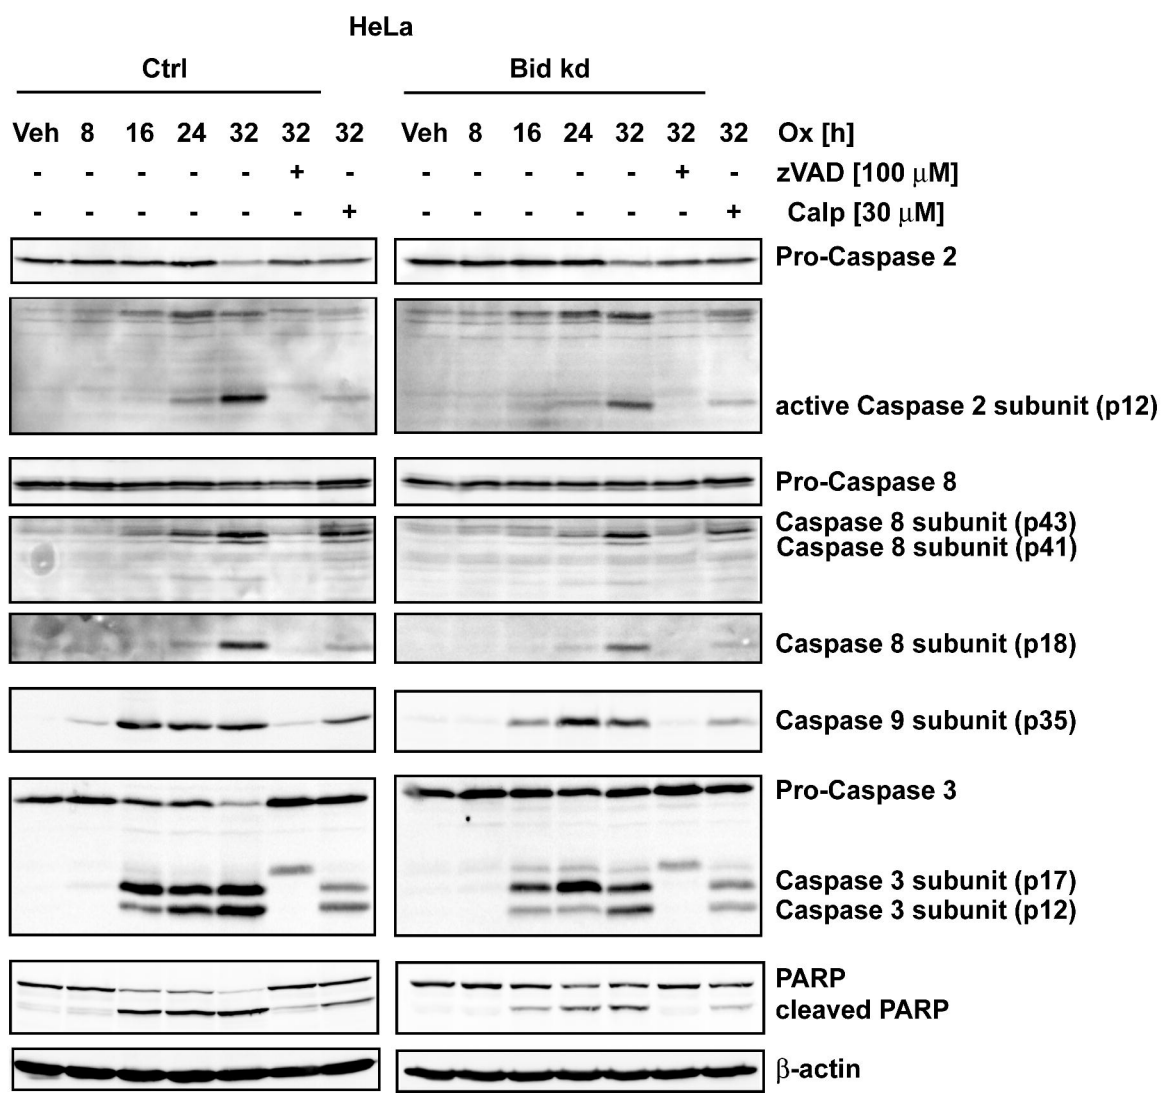 HeLa
Ctrl Bid kd
Veh 8 16 24 32 32 32 Veh 8 16 24 32 32 32 Ox [h]
- - - - - + - - - - - - + - zVAD [100 μM]
- - - - - - + - - - - - - + Calp [30 μM]
Pro-Caspase 2
active Caspase 2 subunit (p12)
Pro-Caspase 8
Caspase 8 subunit (p43)
Caspase 8 subunit (p41)
Caspase 8 subunit (p18)
Caspase 9 subunit (p35)
Pro-Caspase 3
Caspase 3 subunit (p17)
Caspase 3 subunit (p12)
PARP
cleaved PARP
β-actin